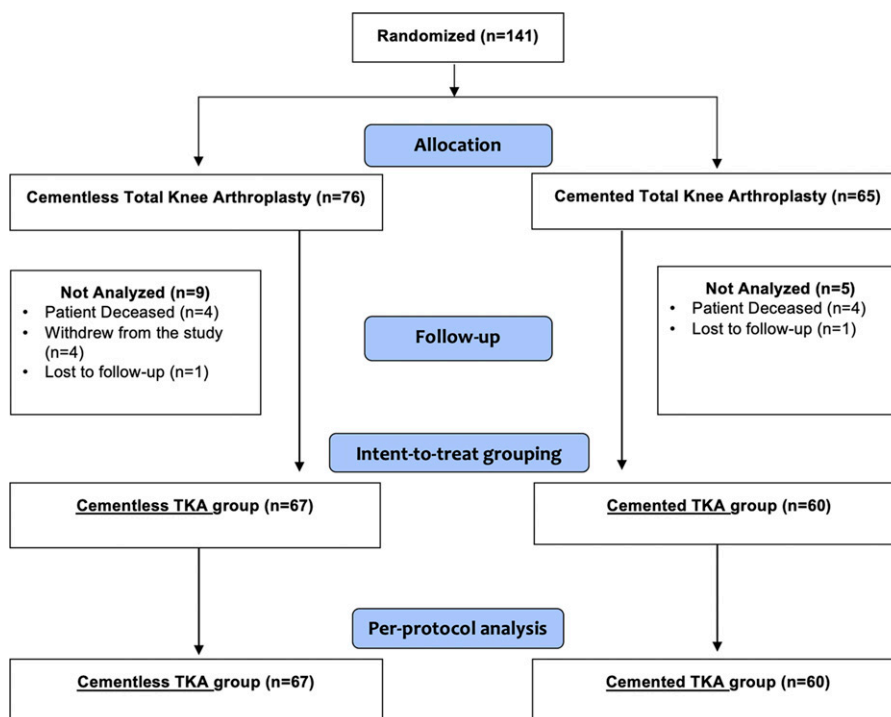 Randomized (n=141)
Allocation
Cementless Total Knee Arthroplasty (n=76)
Cemented Total Knee Arthroplasty (n=65)
Not Analyzed (n=9)
• Patient Deceased (n=4)
• Withdrew from the study
(n=4)
• Lost to follow-up (n=1)
Not Analyzed (n=5)
• Patient Deceased (n=4)
• Lost to follow-up (n=1)
Follow-up
Intent-to-treat grouping
Cementless TKA group (n=67)
Cemented TKA group (n=60)
Per-protocol analysis
Cementless TKA group (n=67)
Cemented TKA group (n=60)